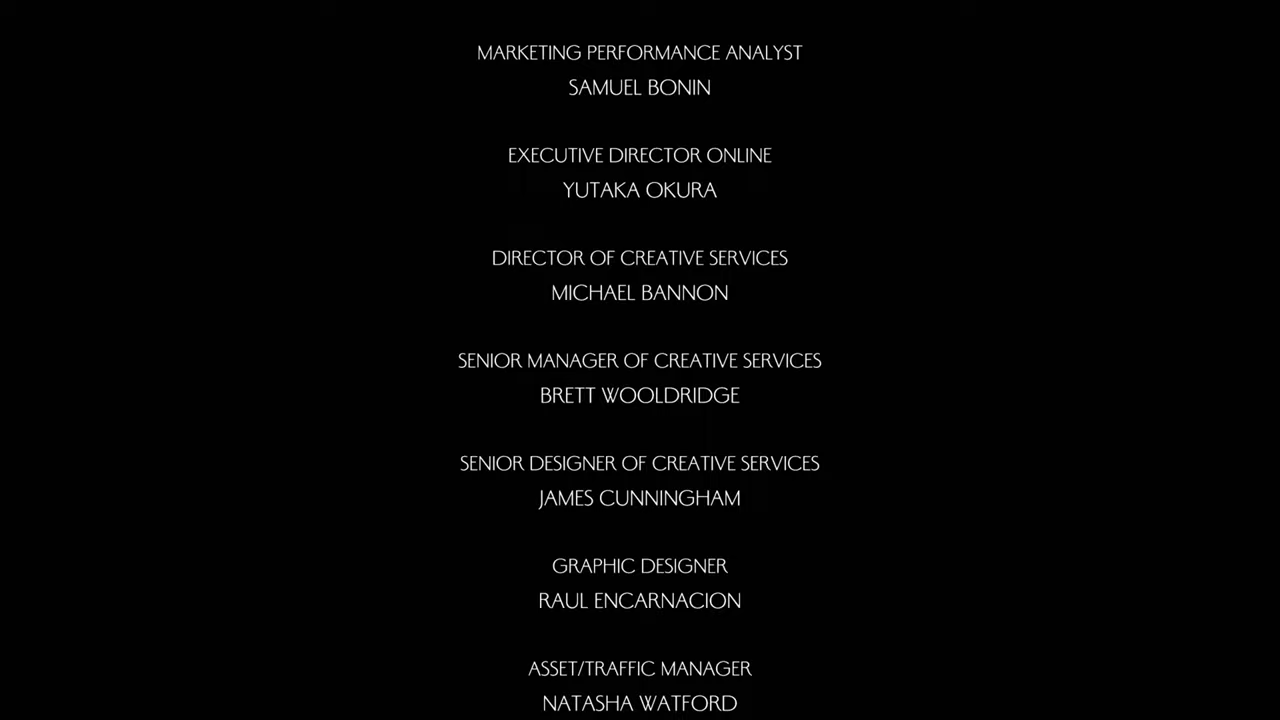 MARKETING PERFORMANCE ANALYST
SAMUEL BONIN
EXECUTIVE DIRECTOR ONLINE
YUTAKA OKURA
DIRECTOR OF CREATIVE SERVICES
MICHAEL BANNON
SENIOR MANAGER OF CREATIVE SERVICES
BRETT WOOLDRIDGE
SENIOR DESIGNER OF CREATIVE SERVICES
JAMES CUNNINGHAM
GRAPHIC DESIGNER
RAUL ENCARNACION
ASSET/TRAFFIC MANAGER
NATASHA WATFORD